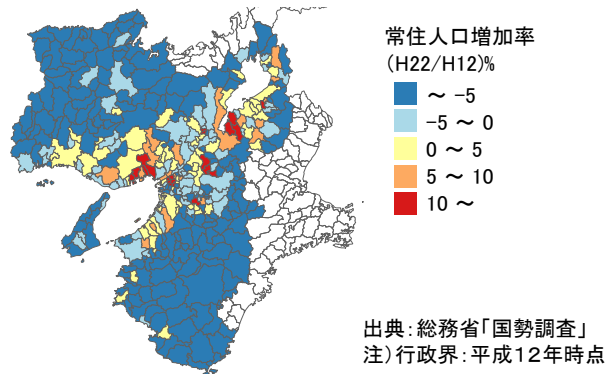 常住人口増加率
(H22/H12)%
～ -5
-5 ～ 0
0 ～ 5
5 ～ 10
10 ～
出典：総務省「国勢調査」
注）行政界：平成１２年時点